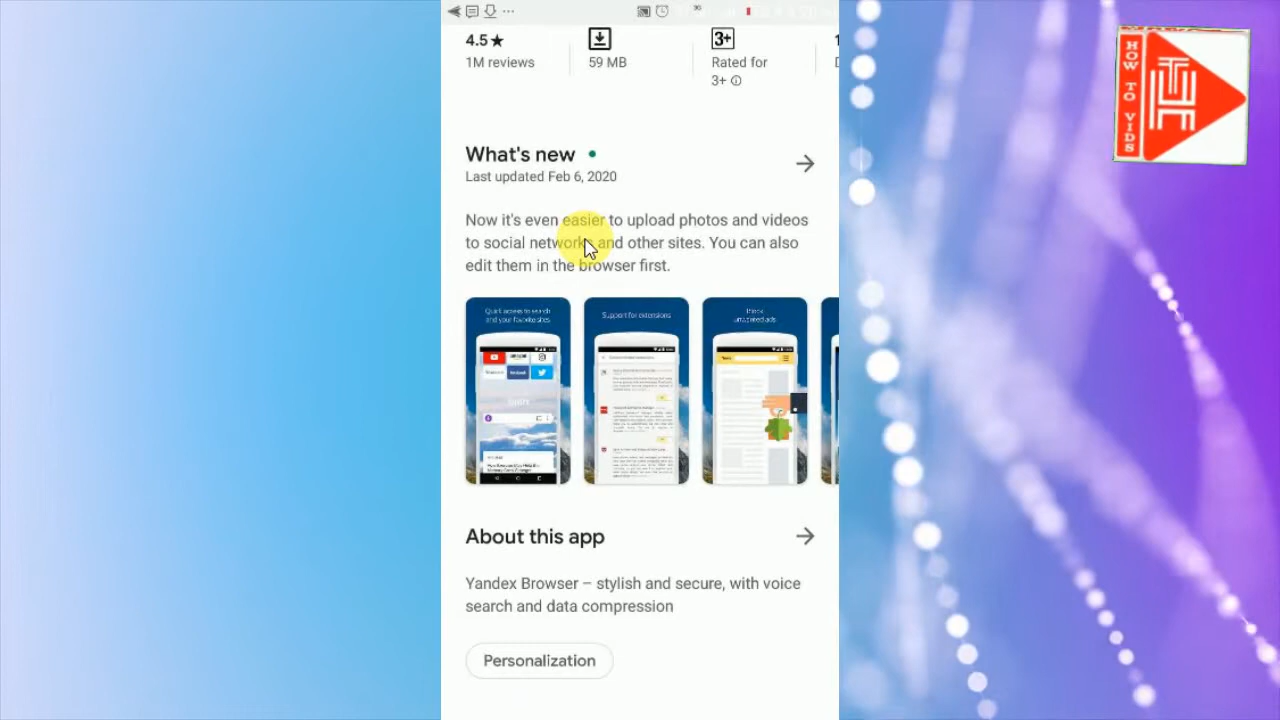 4.5★
1M reviews
59 MB
3+
Rated for
3+
What's new
Last updated Feb 6, 2020
Now it's even easier to upload photos and videos
to social networks and other sites. You can also
edit them in the browser first.
Quick access to search
and your favorite sites
Support for extensions
unwanted ads
facebook
About this app
Yandex Browser – stylish and secure, with voice
search and data compression
Personalization
HOW TO VIDS